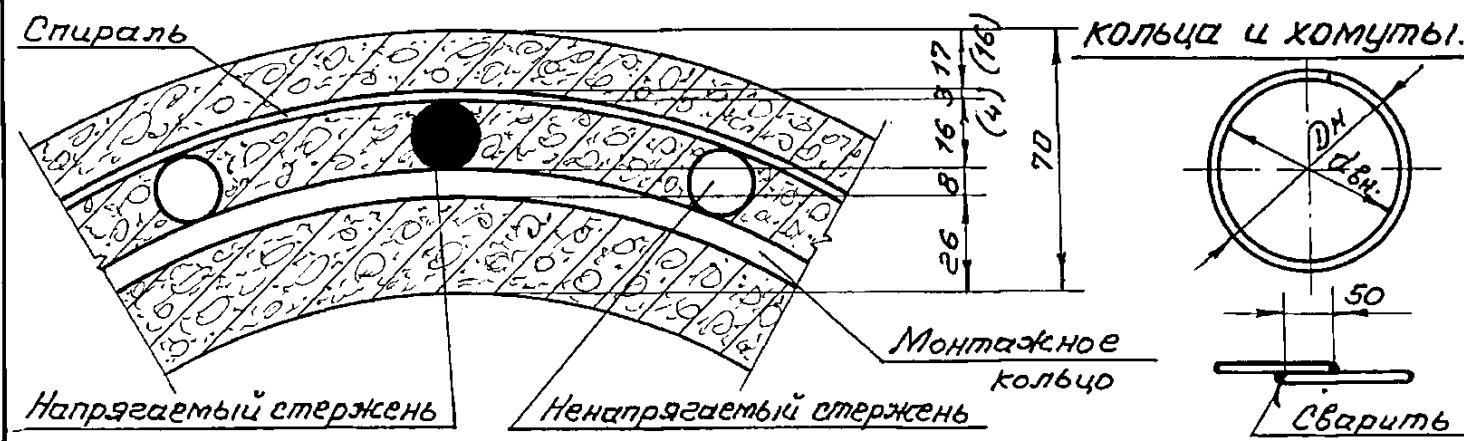 Спираль
17 (16)
3 (4)
16
8
26
70
Напрягаемый стержень
Ненапрягаемый стержень
Монтажное
кольцо
кольца и хомуты.
Dн
dвн.
50
Сварить